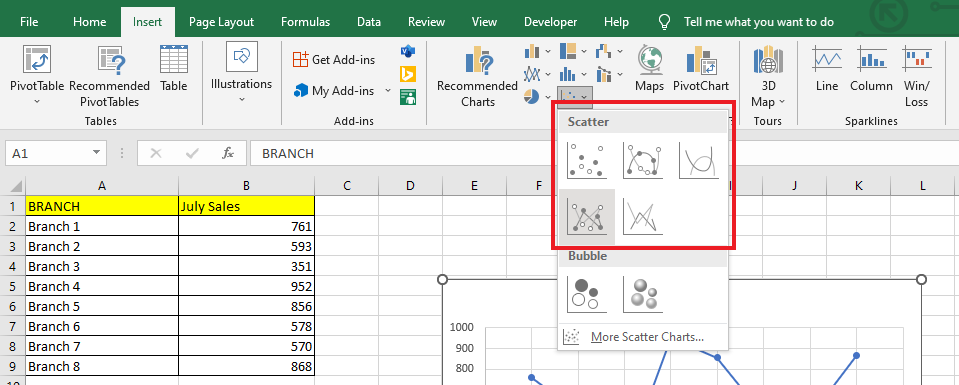 File Home Insert Page Layout Formulas Data Review View Developer Help Tell me what you want to do
PivotTable Recommended PivotTables Table
Tables
Illustrations
Get Add-ins
My Add-ins
Add-ins
Recommended Charts
Maps PivotChart
3D Map
Tours
Line Column Win/ Loss
Sparklines
A1 fx BRANCH
Scatter
Bubble
More Scatter Charts...
A B C D E F I J K L
1 BRANCH July Sales
2 Branch 1 761
3 Branch 2 593
4 Branch 3 351
5 Branch 4 952
6 Branch 5 856
7 Branch 6 578
8 Branch 7 570
9 Branch 8 868
1000
900
800